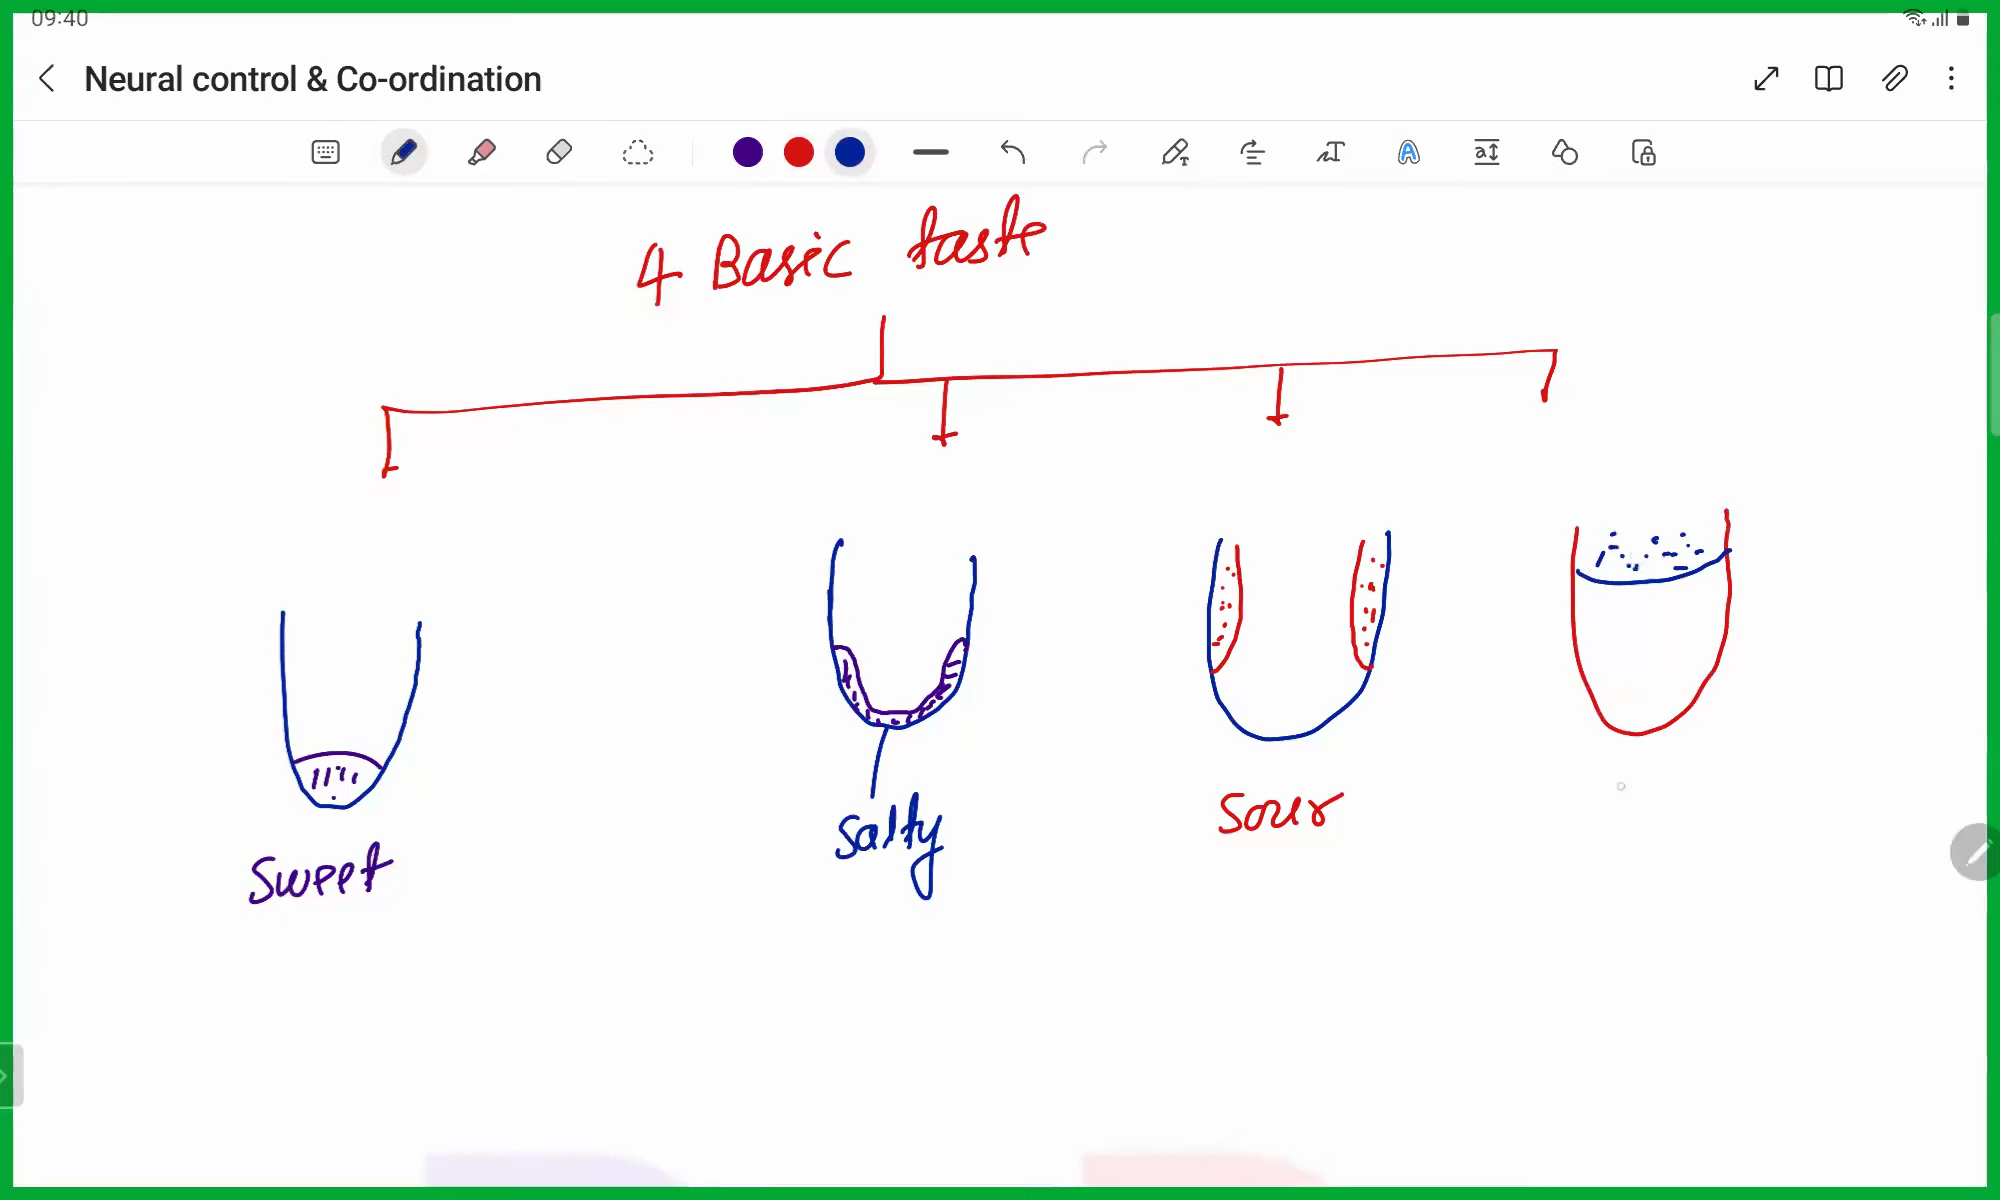 09:40
Neural control & Co-ordination
4 Basic taste
Sweet
Salty
Sour